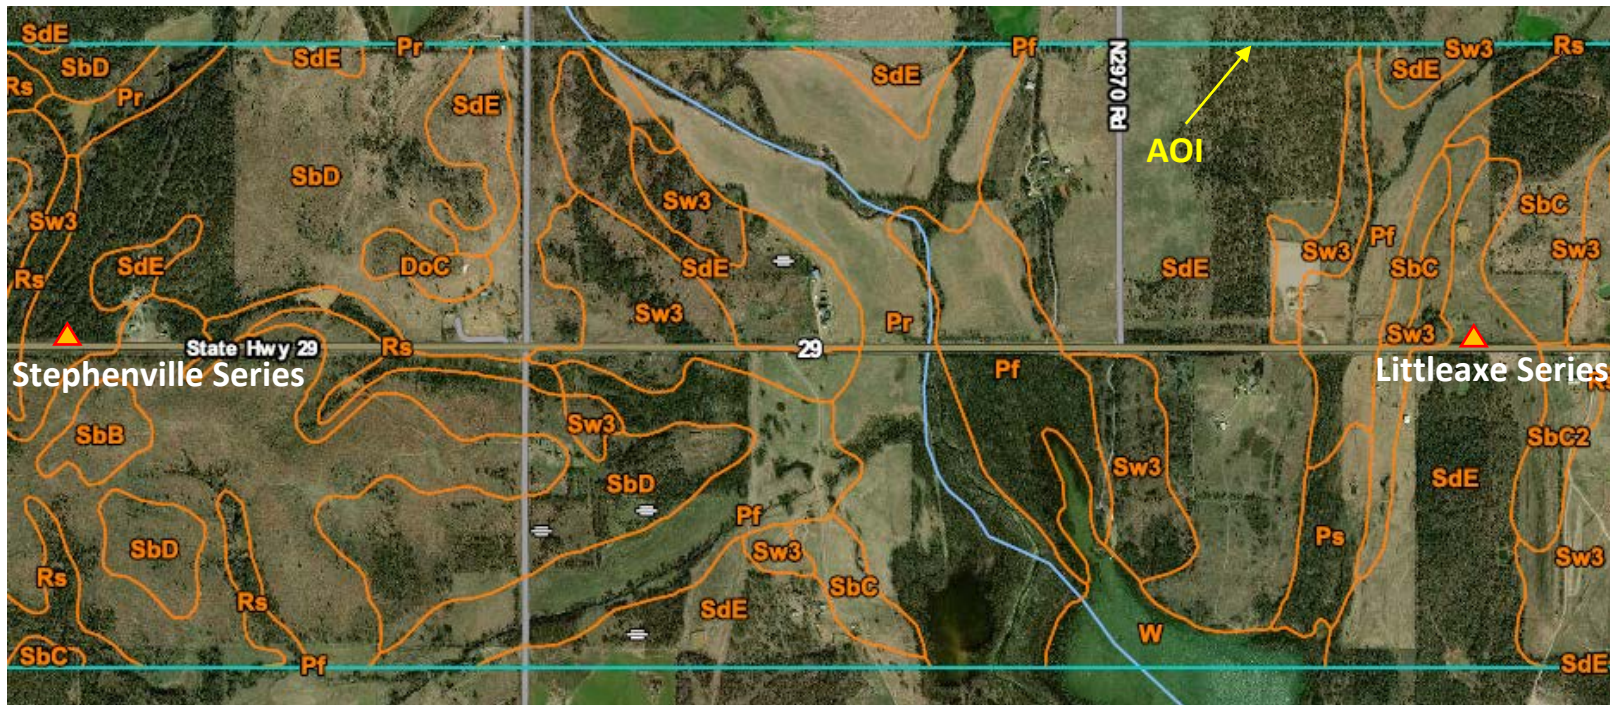 SdE
Pr
Pf
Sw3
Rs
SbD
SdE
SdE
SdE
Rs
Pr
SdE
N2970 Rd
AOI
SbD
Sw3
SbC
Sw3
Pf
Sw3
Sw3
SdE
DoC
SdE
SdE
SbC
Rs
Sw3
Pr
Sw3
State Hwy 29
Rs
29
Stephenville Series
Pf
Littleaxe Series
SbB
Sw3
SbC2
Sw3
SbD
SdE
Pf
SbD
Sw3
Ps
Sw3
Rs
SbC
Rs
SdE
W
SbC
Pf
SdE